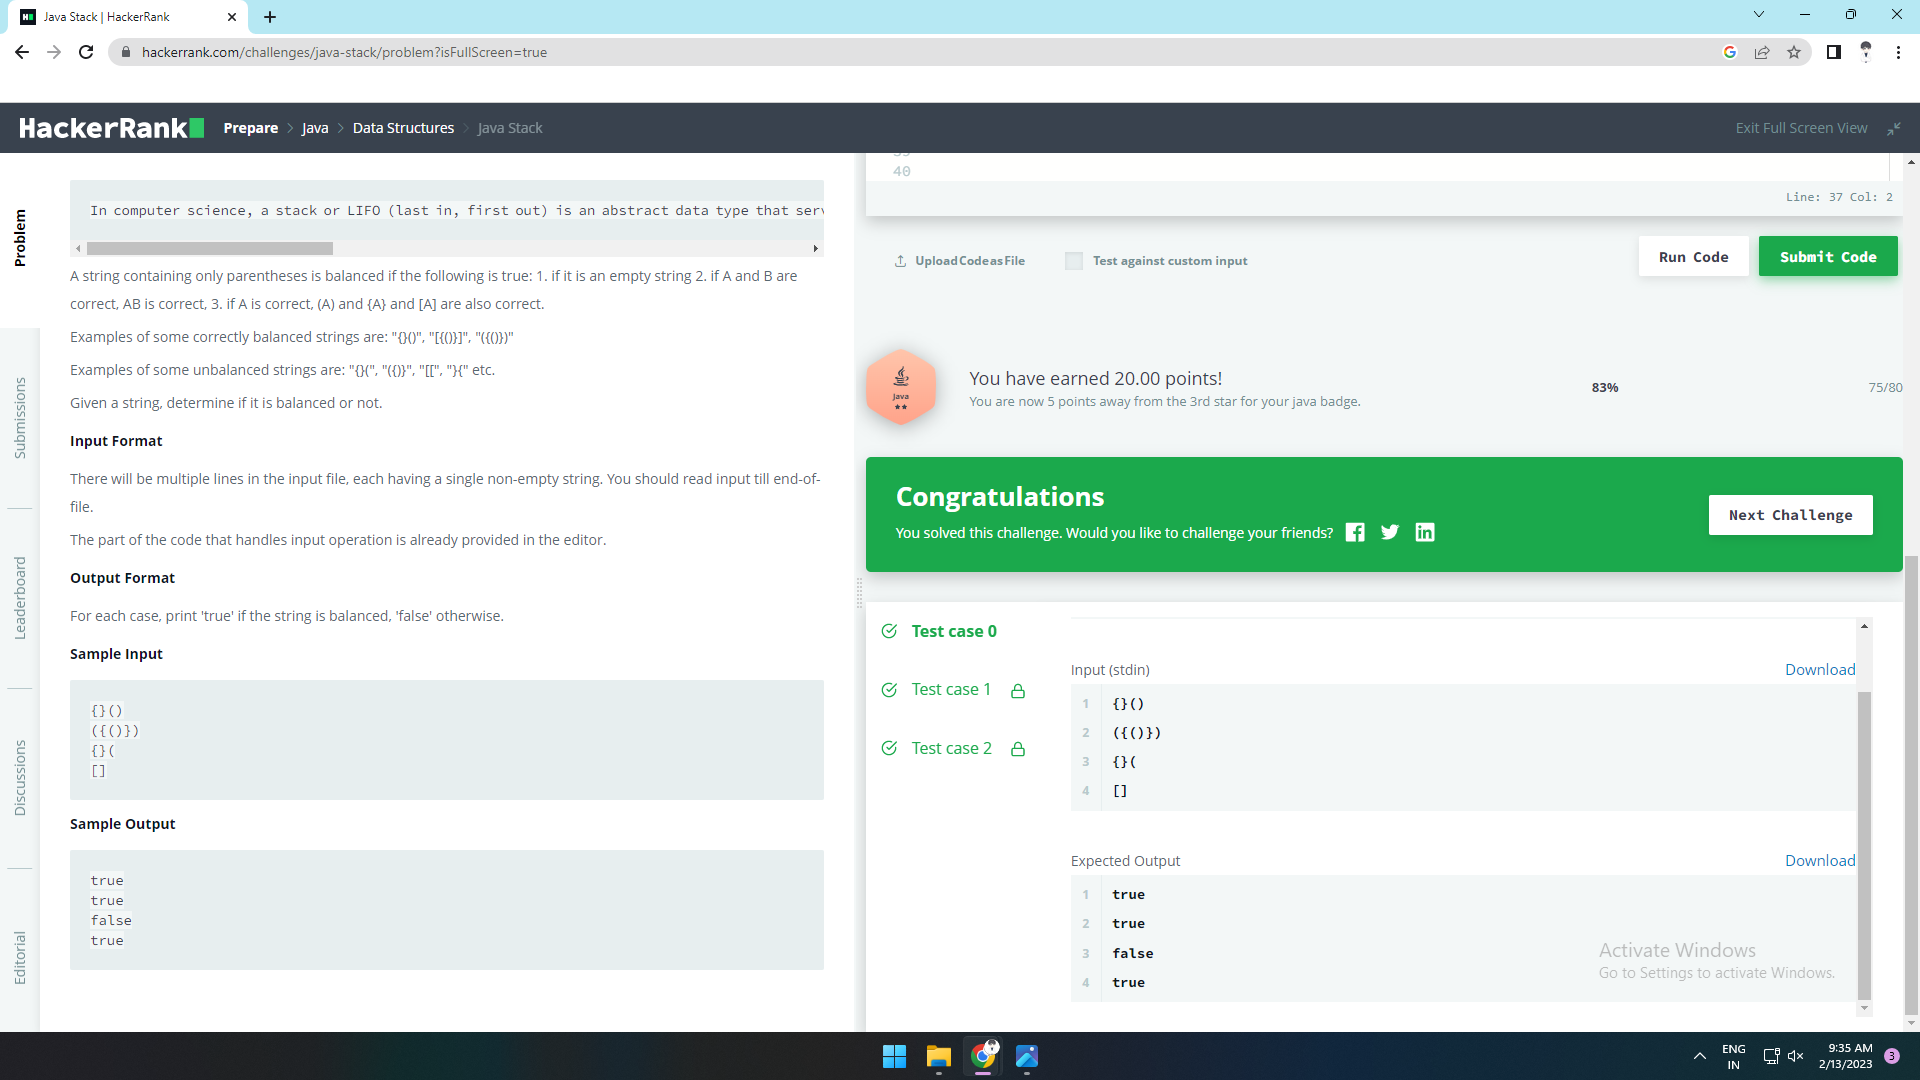 Java Stack | HackerRank
hackerrank.com/challenges/java-stack/problem?isFullScreen=true
HackerRank
Prepare
Java
Data Structures
Java Stack
Exit Full Screen View
Problem
Submissions
Leaderboard
Discussions
Editorial
In computer science, a stack or LIFO (last in, first out) is an abstract data type that serv
A string containing only parentheses is balanced if the following is true: 1. if it is an empty string 2. if A and B are
correct, AB is correct, 3. if A is correct, (A) and {A} and [A] are also correct.
Examples of some correctly balanced strings are: "{}()", "[{()}]", "({()})"
Examples of some unbalanced strings are: "{}(", "({)}", "[[", "}{" etc.
Given a string, determine if it is balanced or not.
Input Format
There will be multiple lines in the input file, each having a single non-empty string. You should read input till end-of-
file.
The part of the code that handles input operation is already provided in the editor.
Output Format
For each case, print 'true' if the string is balanced, 'false' otherwise.
Sample Input
{}()
({()})
{}(
[]
Sample Output
true
true
false
true
40
Line: 37 Col: 2
Upload Code as File
Test against custom input
Run Code
Submit Code
Java
You have earned 20.00 points!
You are now 5 points away from the 3rd star for your java badge.
83%
75/80
Congratulations
You solved this challenge. Would you like to challenge your friends?
Next Challenge
Test case 0
Test case 1
Test case 2
Input (stdin)
Download
1 {}()
2 ({()})
3 {}(
4 []
Expected Output
Download
1 true
2 true
3 false
4 true
Activate Windows
Go to Settings to activate Windows.
ENG
IN
9:35 AM
2/13/2023
3